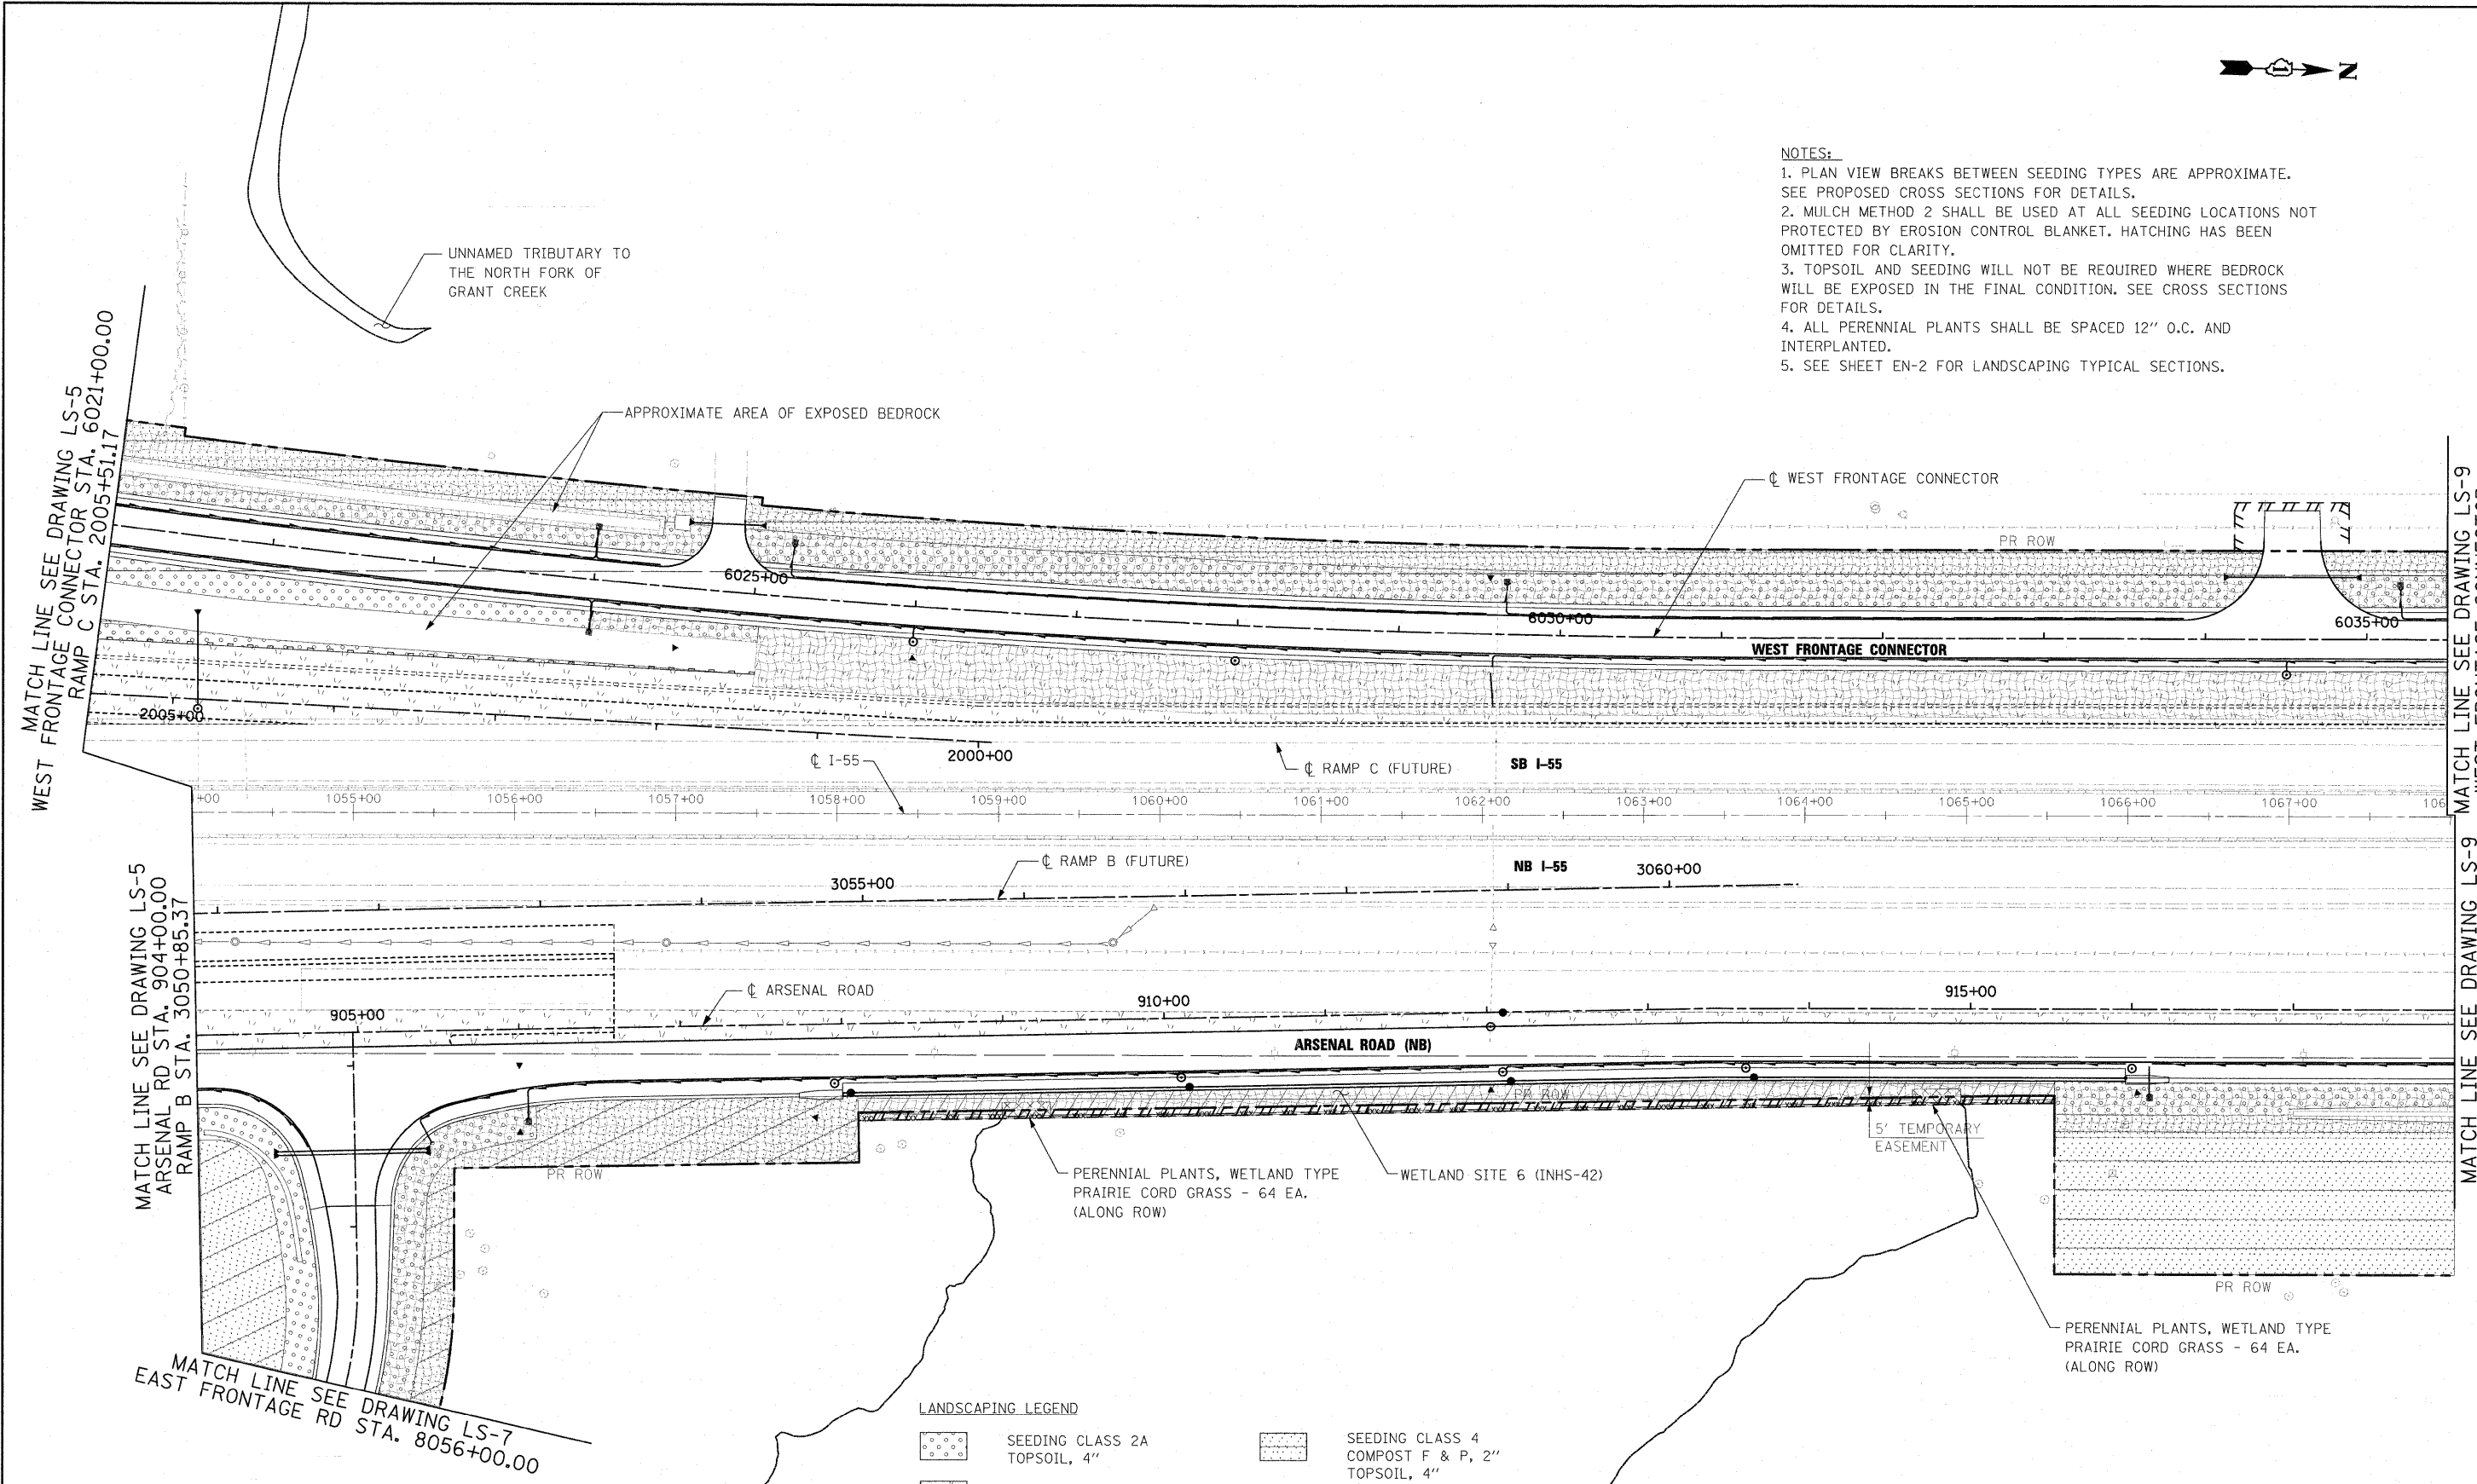 N
NOTES:
1. PLAN VIEW BREAKS BETWEEN SEEDING TYPES ARE APPROXIMATE.
SEE PROPOSED CROSS SECTIONS FOR DETAILS.
2. MULCH METHOD 2 SHALL BE USED AT ALL SEEDING LOCATIONS NOT
PROTECTED BY EROSION CONTROL BLANKET. HATCHING HAS BEEN
OMITTED FOR CLARITY.
3. TOPSOIL AND SEEDING WILL NOT BE REQUIRED WHERE BEDROCK
WILL BE EXPOSED IN THE FINAL CONDITION. SEE CROSS SECTIONS
FOR DETAILS.
4. ALL PERENNIAL PLANTS SHALL BE SPACED 12" O.C. AND
INTERPLANTED.
5. SEE SHEET EN-2 FOR LANDSCAPING TYPICAL SECTIONS.
UNNAMED TRIBUTARY TO
THE NORTH FORK OF
GRANT CREEK
MATCH LINE SEE DRAWING LS-5
WEST FRONTAGE CONNECTOR STA. 6021+00.00
RAMP C STA. 2005+51.17
APPROXIMATE AREA OF EXPOSED BEDROCK
℄ WEST FRONTAGE CONNECTOR
PR ROW
6025+00
6030+00
6035+00
WEST FRONTAGE CONNECTOR
MATCH LINE SEE DRAWING LS-9
2005+00
2000+00
℄ I-55
℄ RAMP C (FUTURE)
SB I-55
+00
1055+00
1056+00
1057+00
1058+00
1059+00
1060+00
1061+00
1062+00
1063+00
1064+00
1065+00
1066+00
1067+00
106
℄ RAMP B (FUTURE)
3055+00
NB I-55
3060+00
MATCH LINE SEE DRAWING LS-5
ARSENAL RD STA. 904+00.00
RAMP B STA. 3050+85.37
MATCH LINE SEE DRAWING LS-9
℄ ARSENAL ROAD
905+00
910+00
915+00
ARSENAL ROAD (NB)
PR ROW
5' TEMPORARY
EASEMENT
PR ROW
PERENNIAL PLANTS, WETLAND TYPE
PRAIRIE CORD GRASS - 64 EA.
(ALONG ROW)
WETLAND SITE 6 (INHS-42)
PR ROW
PERENNIAL PLANTS, WETLAND TYPE
PRAIRIE CORD GRASS - 64 EA.
(ALONG ROW)
MATCH LINE SEE DRAWING LS-7
EAST FRONTAGE RD STA. 8056+00.00
LANDSCAPING LEGEND
SEEDING CLASS 2A
TOPSOIL, 4"
SEEDING CLASS 4
COMPOST F & P, 2"
TOPSOIL, 4"